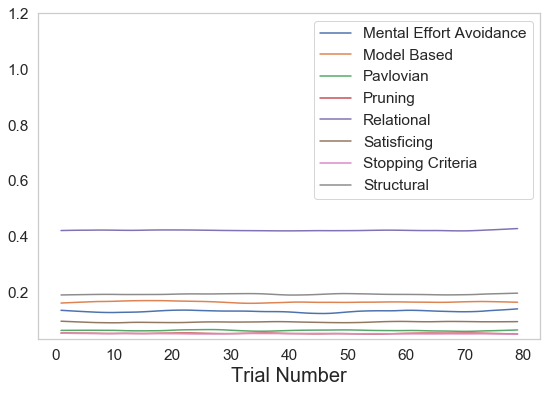 1.2
1.0
0.8
0.6
0.4
0.2
Mental Effort Avoidance
Model Based
Pavlovian
Pruning
Relational
Satisficing
Stopping Criteria
Structural
0 10 20 30 40 50 60 70 80
Trial Number